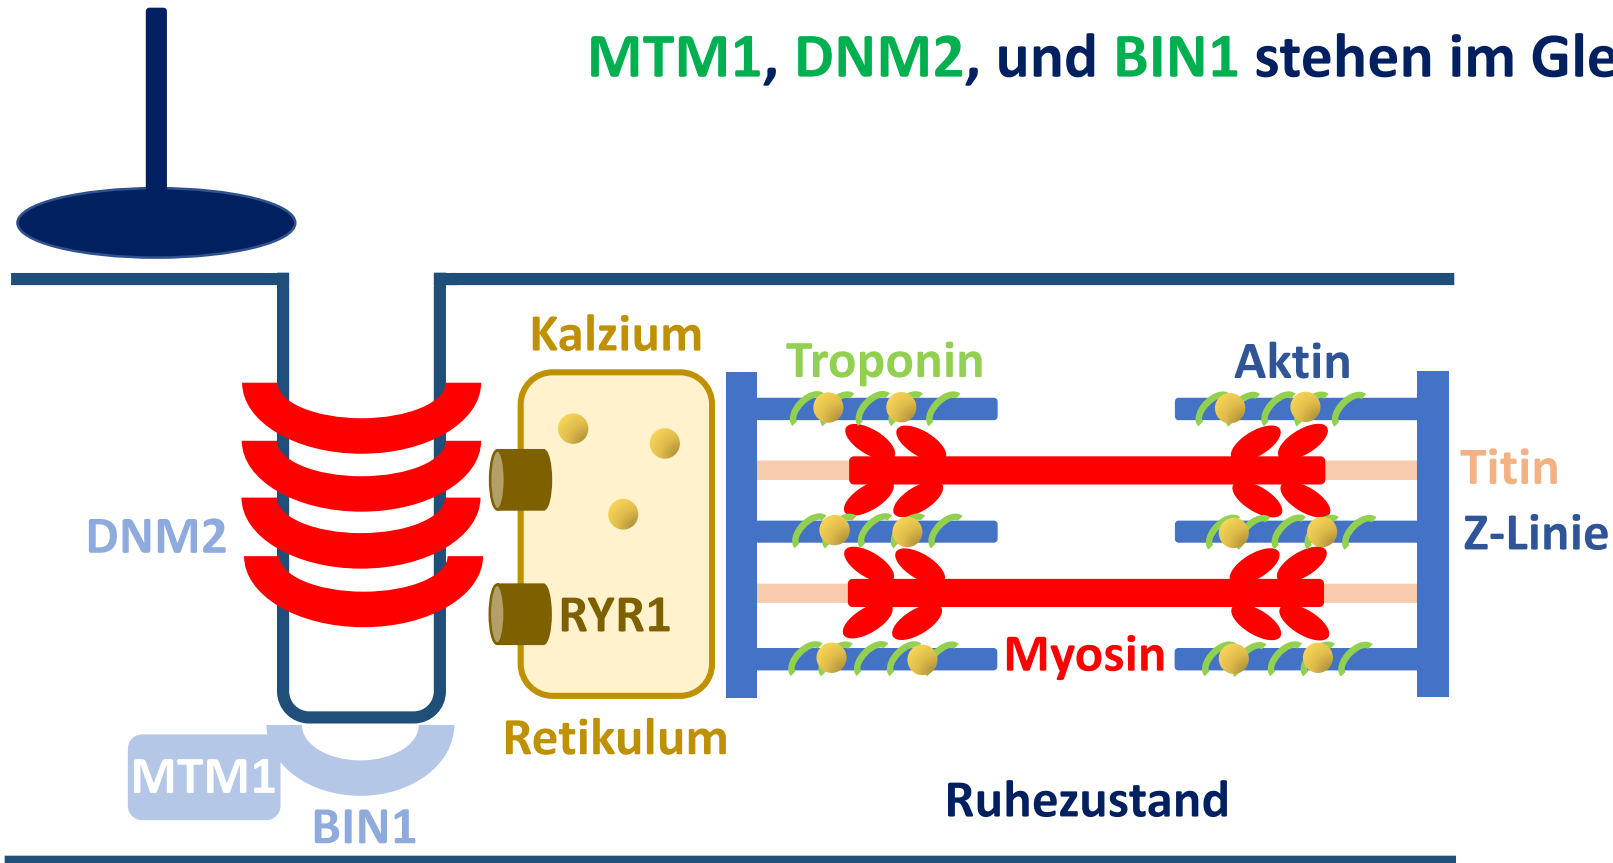 MTM1, DNM2, und BIN1 stehen im Gle
Kalzium
Troponin
Aktin
Titin
DNM2
Z-Linie
RYR1
Myosin
Retikulum
MTM1
Ruhezustand
BIN1